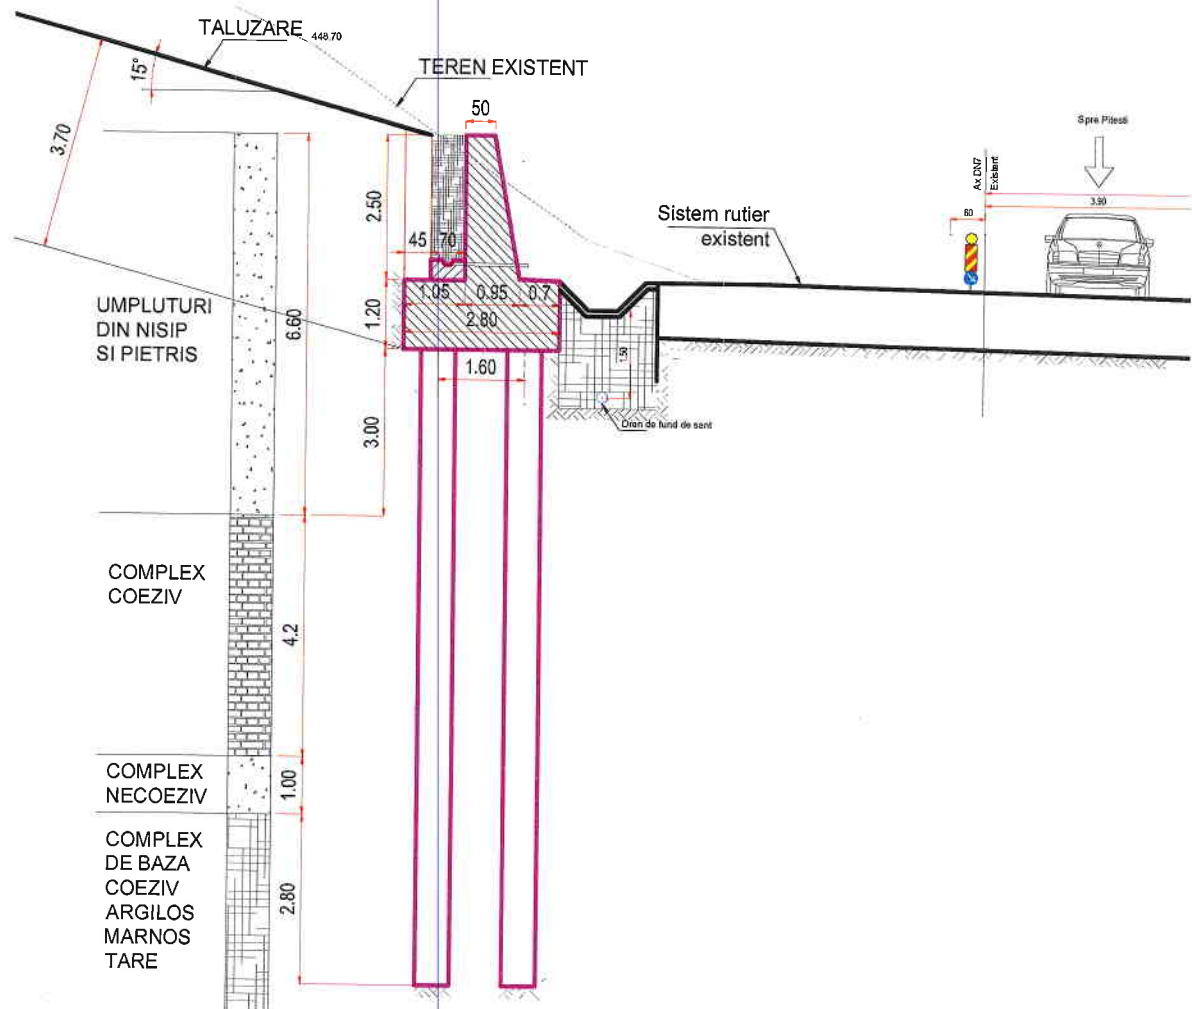 TALUZARE
448.70
TEREN EXISTENT
15°
50
3.70
Spre Pitesti
Ax DN7
Existent
3.90
60
2.50
Sistem rutier
existent
45
70
1.05
0.95
0.7
2.80
1.20
UMPLUTURI
DIN NISIP
SI PIETRIS
6.60
1.50
1.60
3.00
Dren de fund de sant
COMPLEX
COEZIV
4.2
COMPLEX
NECOEZIV
1.00
COMPLEX
DE BAZA
COEZIV
ARGILOS
MARNOS
TARE
2.80